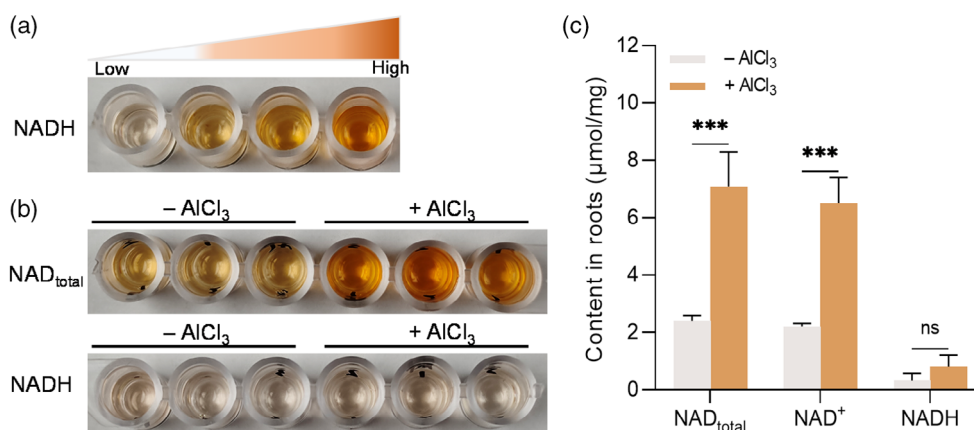 (a)
Low
High
NADH
(b)
– AlCl₃
+ AlCl₃
NADtotal
– AlCl₃
+ AlCl₃
NADH
(c)
12
10
8
6
4
2
0
Content in roots (μmol/mg)
– AlCl₃
+ AlCl₃
***
***
ns
NADtotal
NAD⁺
NADH